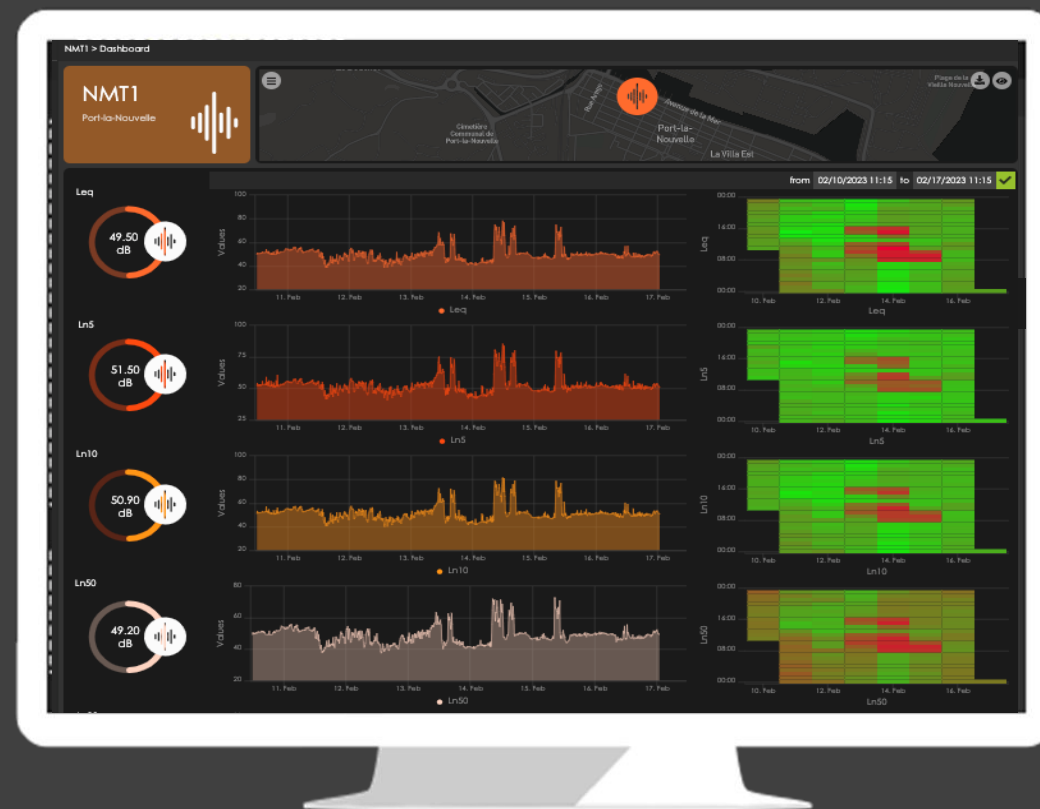 NMT1 > Dashboard
NMT1
Port-la-Nouvelle
Cimetière
Communal de
Port-la-Nouvelle
Rue Arago
Avenue de la Mer
Port-la-
Nouvelle
La Villa Est
Plage de la
Vieille Nouvelle
from 02/10/2023 11:15 to 02/17/2023 11:15
Leq
49.50
dB
Values
100
80
60
40
20
11. Feb 12. Feb 13. Feb 14. Feb 15. Feb 16. Feb 17. Feb
Leq
Leq
00:00
16:00
08:00
00:00
10. Feb 12. Feb 14. Feb 16. Feb
Leq
Ln5
51.50
dB
Values
100
75
50
25
11. Feb 12. Feb 13. Feb 14. Feb 15. Feb 16. Feb 17. Feb
Ln5
Ln5
00:00
16:00
08:00
00:00
10. Feb 12. Feb 14. Feb 16. Feb
Ln5
Ln10
50.90
dB
Values
100
80
60
40
20
11. Feb 12. Feb 13. Feb 14. Feb 15. Feb 16. Feb 17. Feb
Ln10
Ln10
00:00
16:00
08:00
00:00
10. Feb 12. Feb 14. Feb 16. Feb
Ln10
Ln50
49.20
dB
Values
80
60
40
20
11. Feb 12. Feb 13. Feb 14. Feb 15. Feb 16. Feb 17. Feb
Ln50
Ln50
00:00
16:00
08:00
00:00
10. Feb 12. Feb 14. Feb 16. Feb
Ln50